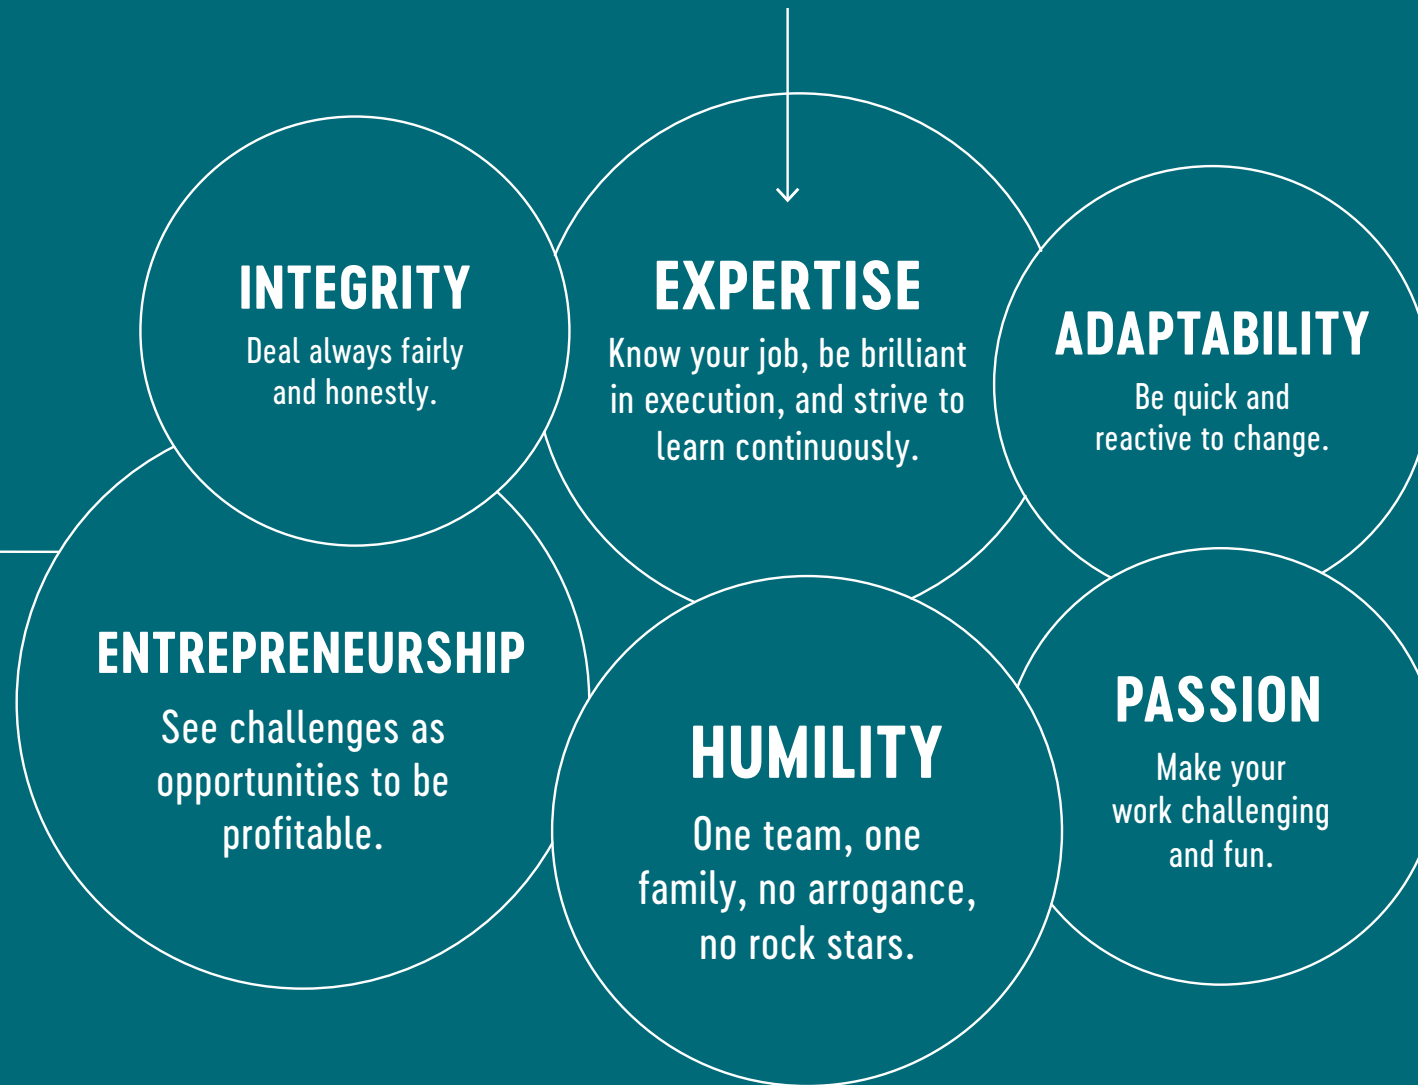 INTEGRITY
Deal always fairly
and honestly.
EXPERTISE
Know your job, be brilliant
in execution, and strive to
learn continuously.
ADAPTABILITY
Be quick and
reactive to change.
ENTREPRENEURSHIP
See challenges as
opportunities to be
profitable.
HUMILITY
One team, one
family, no arrogance,
no rock stars.
PASSION
Make your
work challenging
and fun.